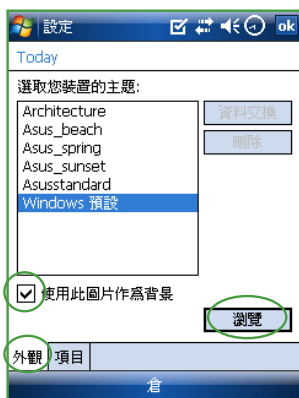 設定
ok
Today
選取您裝置的主題:
Architecture
Asus_beach
Asus_spring
Asus_sunset
Asusstandard
Windows 預設
資料交換
刪除
使用此圖片作為背景
瀏覽
外觀
項目
倉